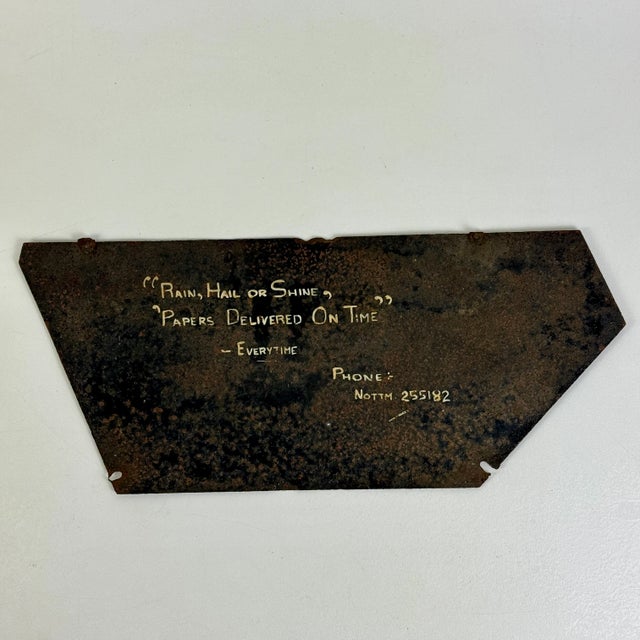 “Rain, Hail or Shine,
”Papers Delivered On Time”
– Everytime
Phone:-
Nottm 255182